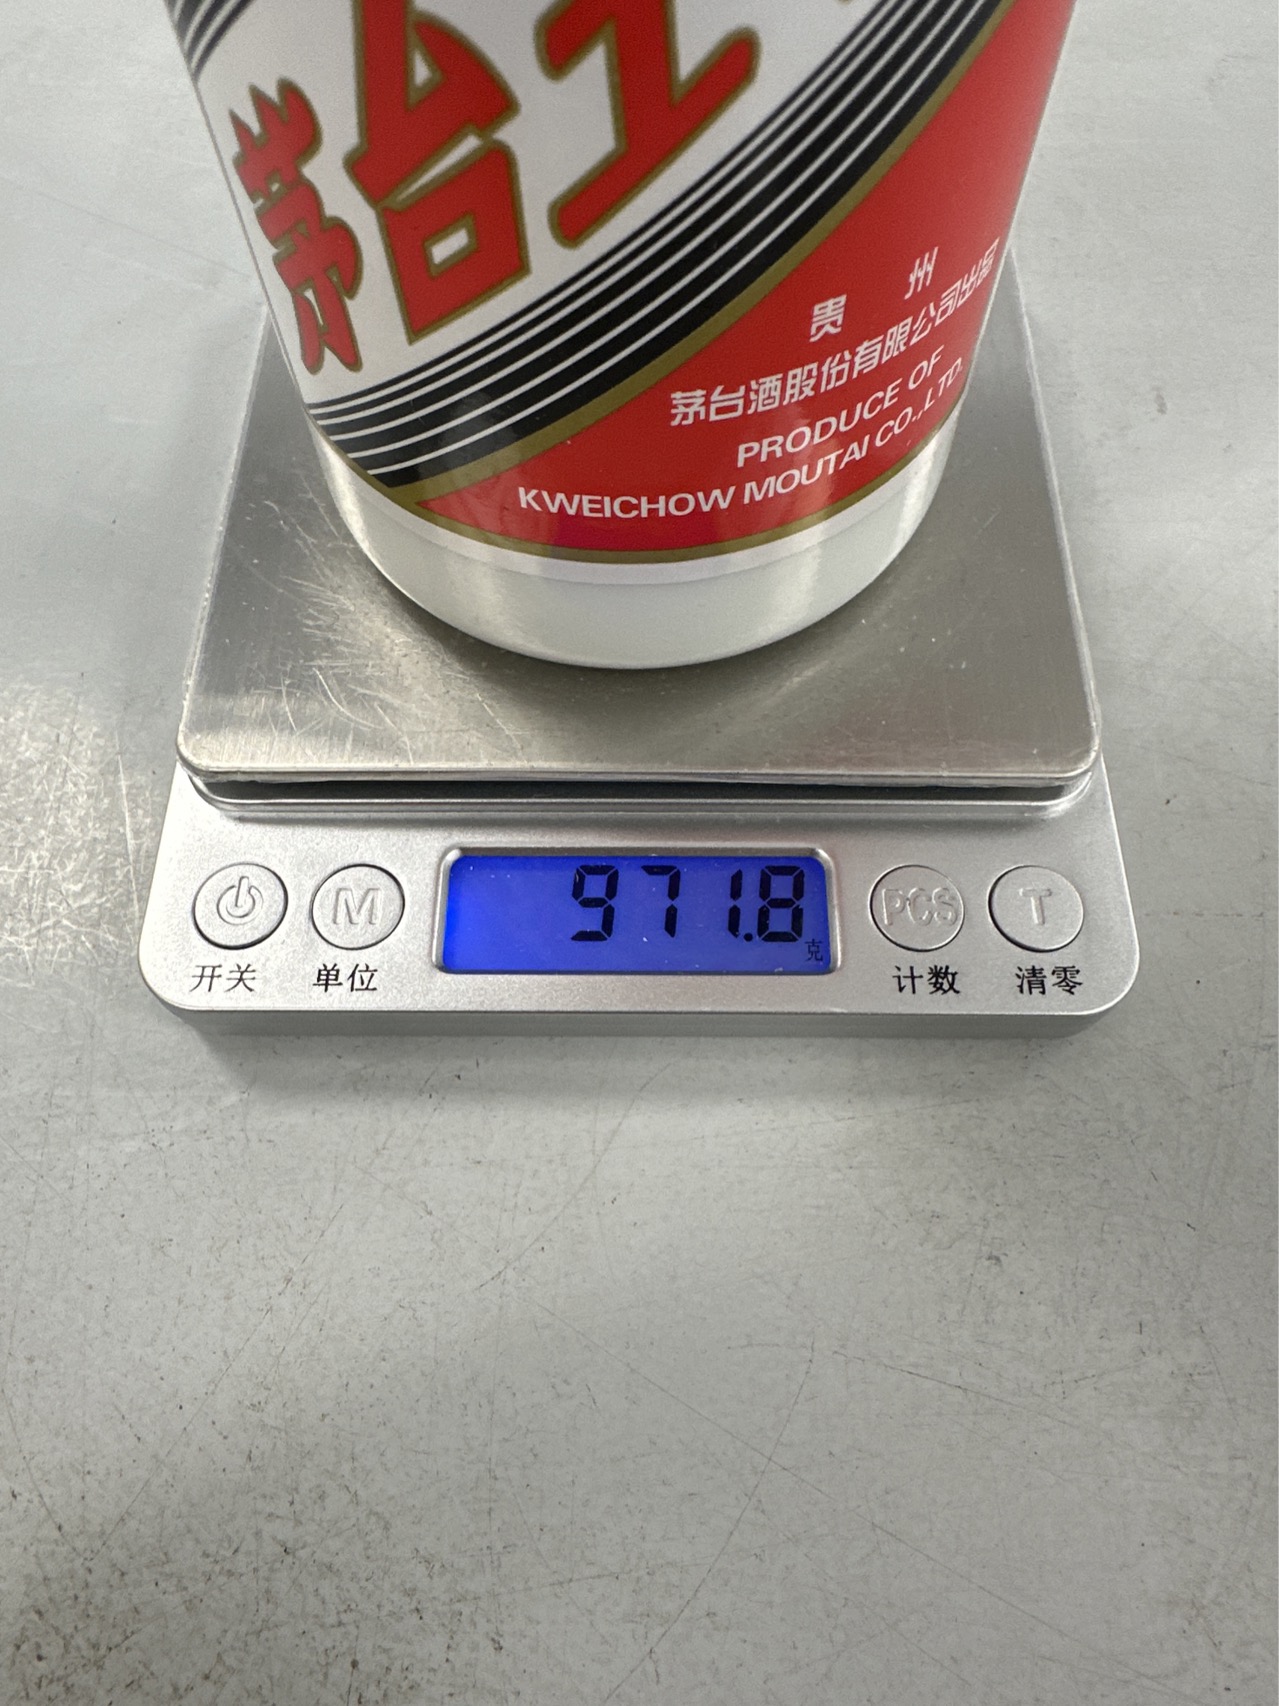 茅台
贵州
茅台酒股份有限公司出品
PRODUCE OF
KWEICHOW MOUTAI CO.,LTD.
971.8
克
M
PCS
T
开关
单位
计数
清零